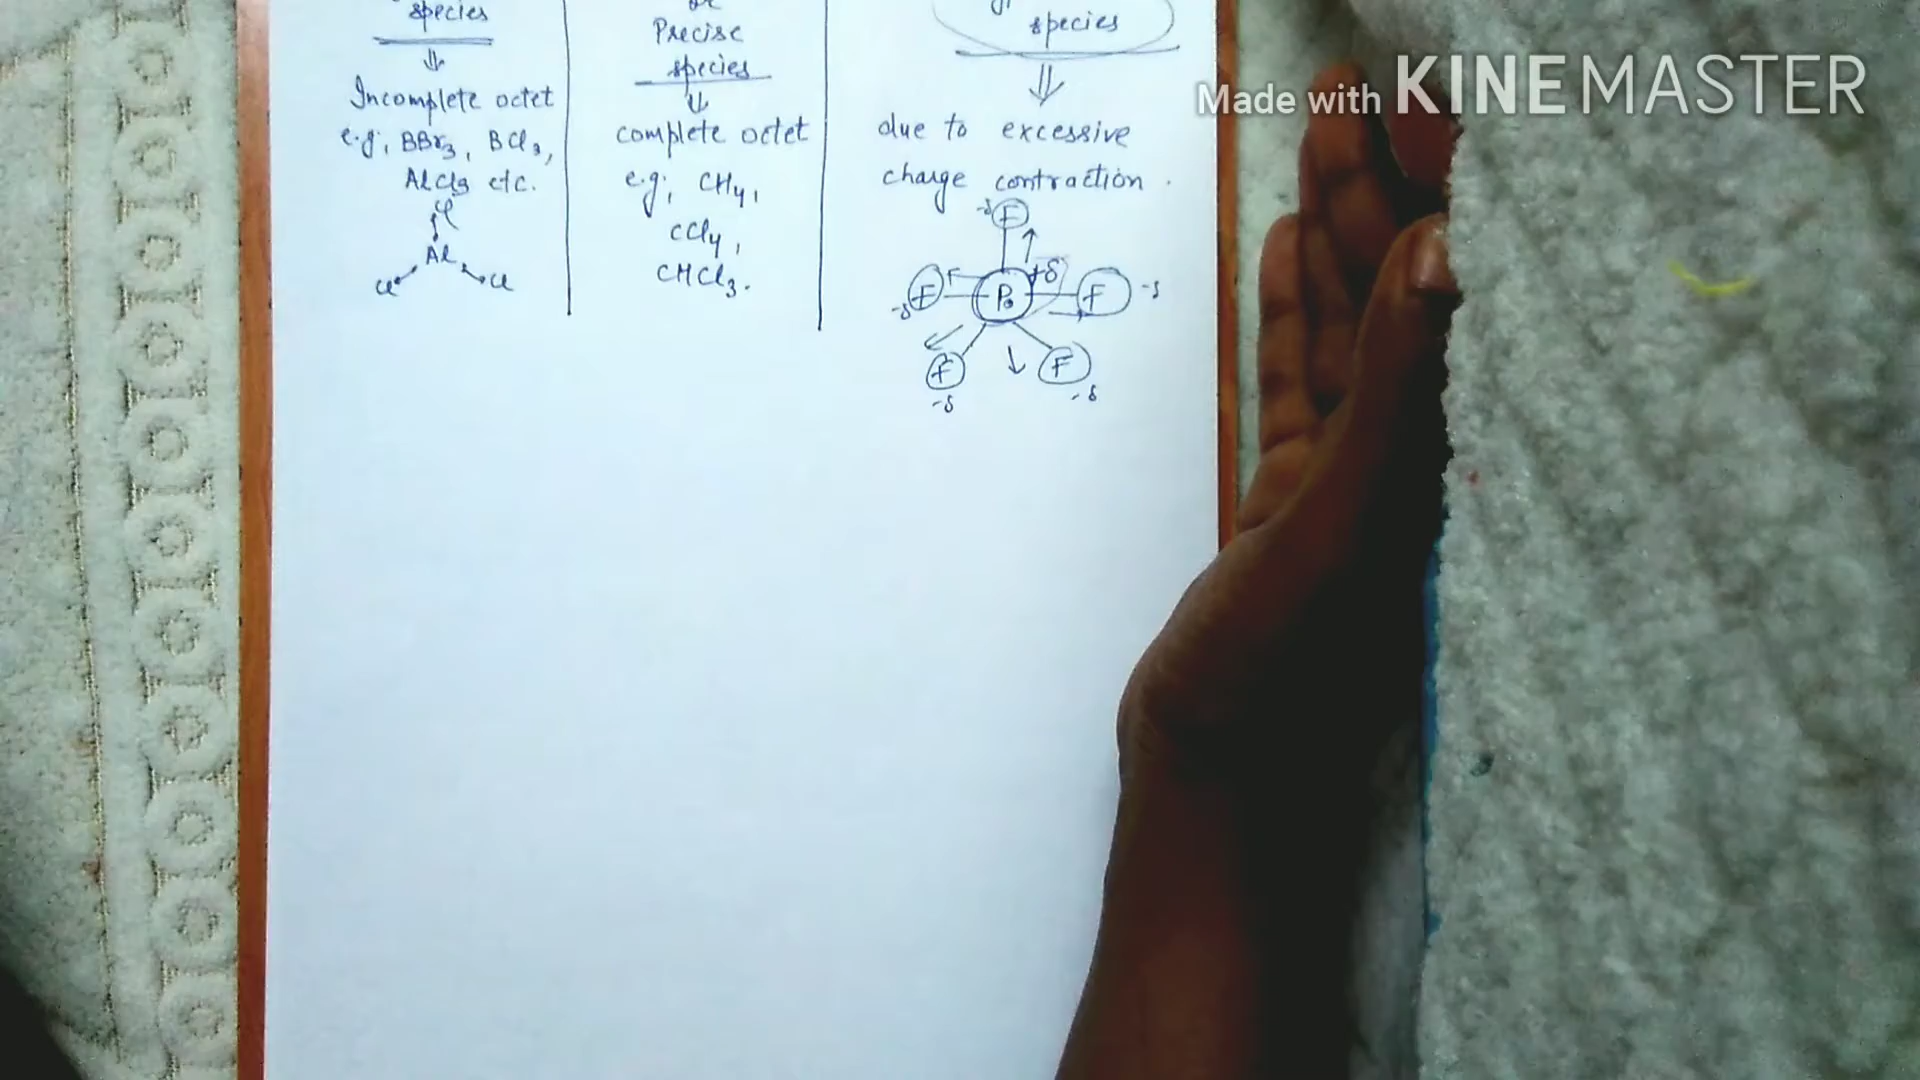 species
Incomplete octet
e.g; BBr3, BCl3,
AlCl3 etc.
Cl
Al
Cl Cl
or
Precise
species
complete octet
e.g; CH4,
CCl4,
CHCl3.
species
due to excessive
charge contraction.
-δ F
F +δ F -δ
-δ
F F
-δ -δ
Made with KINEMASTER